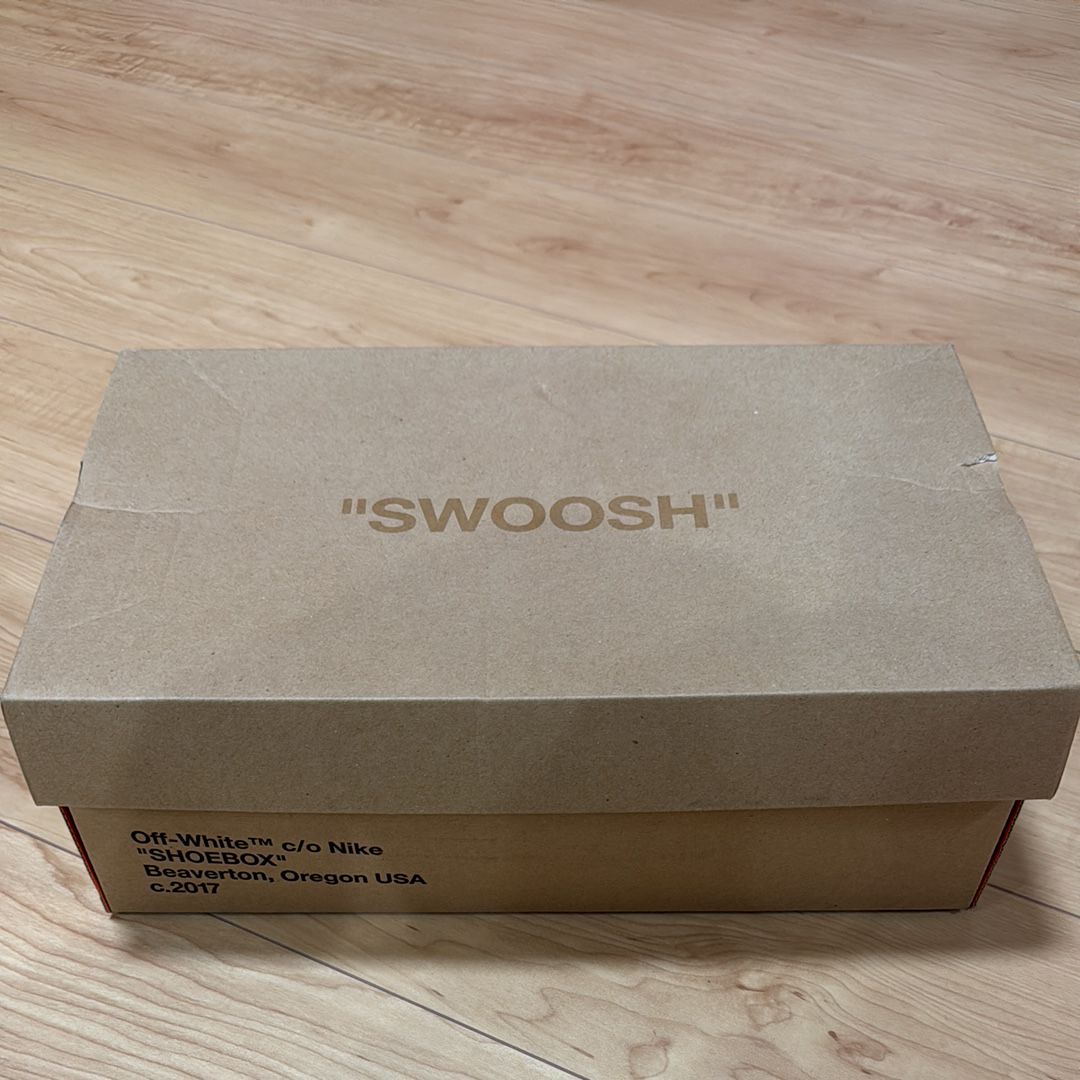 "SWOOSH"
Off-White™ c/o Nike
"SHOEBOX"
Beaverton, Oregon USA
c.2017